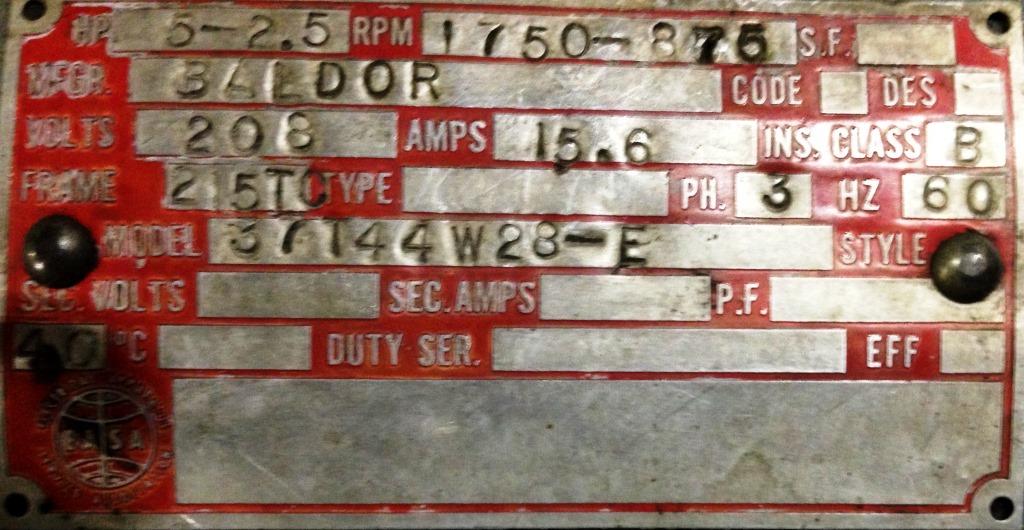 HP 5-2.5 RPM 1750-875 S.F.
MFGR. BALDOR CODE DES
VOLTS 208 AMPS 15.6 INS. CLASS B
FRAME 215TC TYPE PH. 3 HZ 60
MODEL 37144W28-E STYLE
SEC. VOLTS SEC. AMPS P.F.
40 °C DUTY SER. EFF
EASA